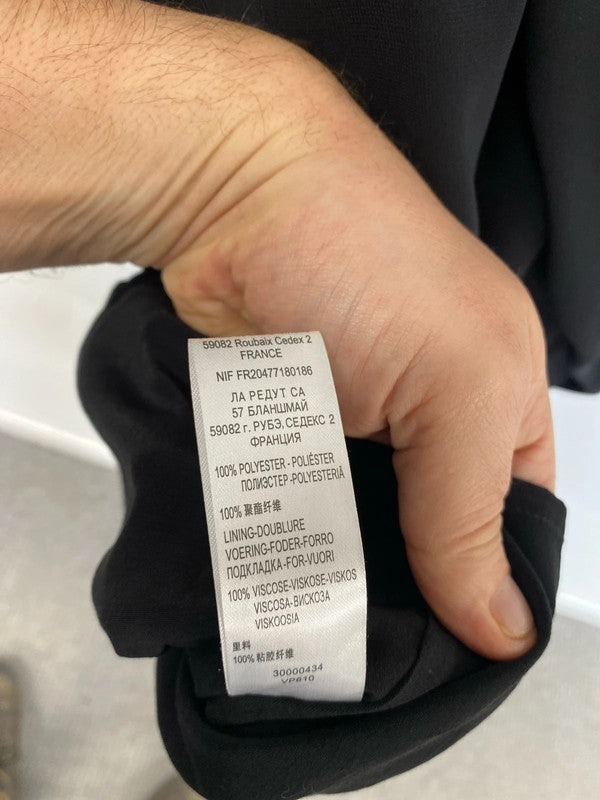 59082 Roubaix Cedex 2
FRANCE
NIF FR20477180186
ЛА РЕДУТ СА
57 БЛАНШМАЙ
59082 г. РУБЭ, СЕДЕКС 2
ФРАНЦИЯ
100% POLYESTER - POLIÉSTER
ПОЛИЭСТЕР - POLYESTERIÄ
100% 聚酯纤维
LINING-DOUBLURE
VOERING-FODER-FORRO
ПОДКЛАДКА-FOR-VUORI
100% VISCOSE-VISKOSE-VISKOS
VISCOSA-ВИСКОЗА
VISKOOSIA
里料
100% 粘胶纤维
30000434
VP610